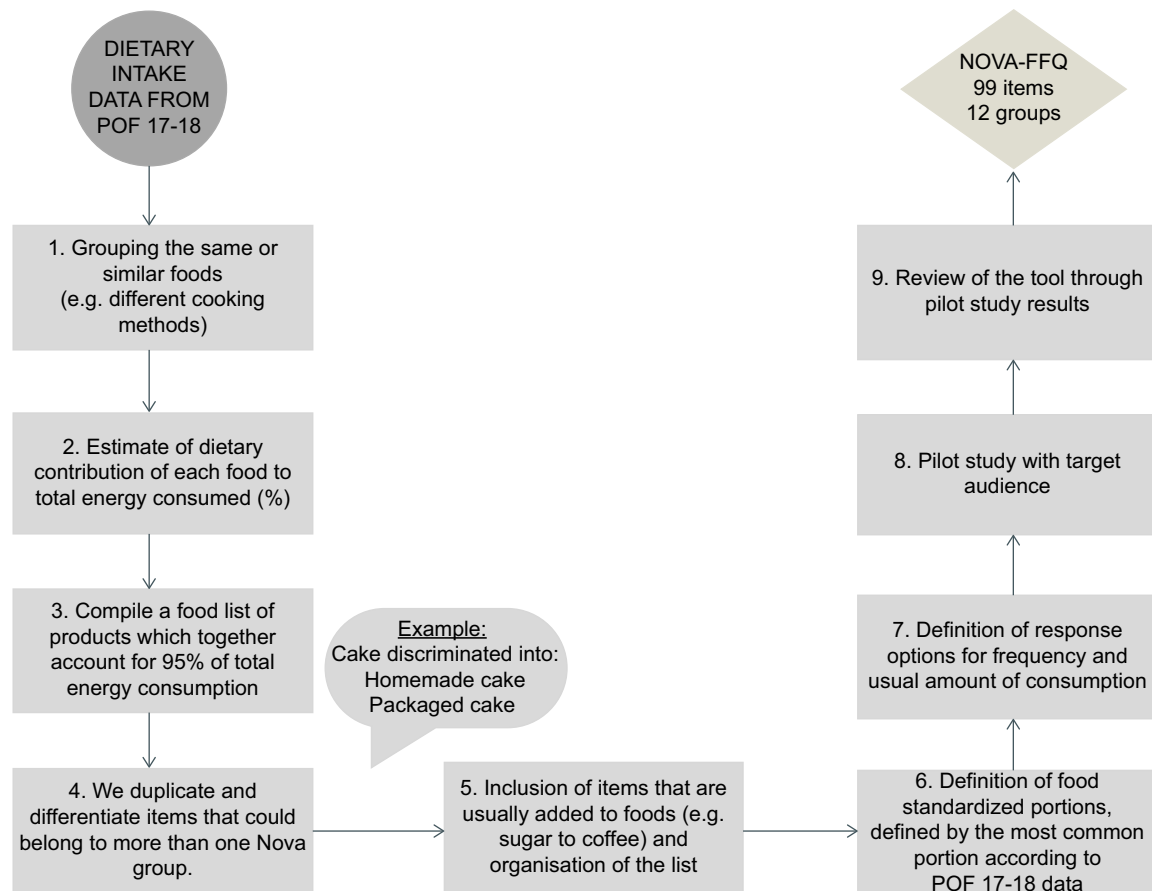 DIETARY
INTAKE
DATA FROM
POF 17-18
1. Grouping the same or
similar foods
(e.g. different cooking
methods)
2. Estimate of dietary
contribution of each food to
total energy consumed (%)
3. Compile a food list of
products which together
account for 95% of total
energy consumption
4. We duplicate and
differentiate items that could
belong to more than one Nova
group.
Example:
Cake discriminated into:
Homemade cake
Packaged cake
5. Inclusion of items that are
usually added to foods (e.g.
sugar to coffee) and
organisation of the list
6. Definition of food
standardized portions,
defined by the most common
portion according to
POF 17-18 data
7. Definition of response
options for frequency and
usual amount of consumption
8. Pilot study with target
audience
9. Review of the tool through
pilot study results
NOVA-FFQ
99 items
12 groups